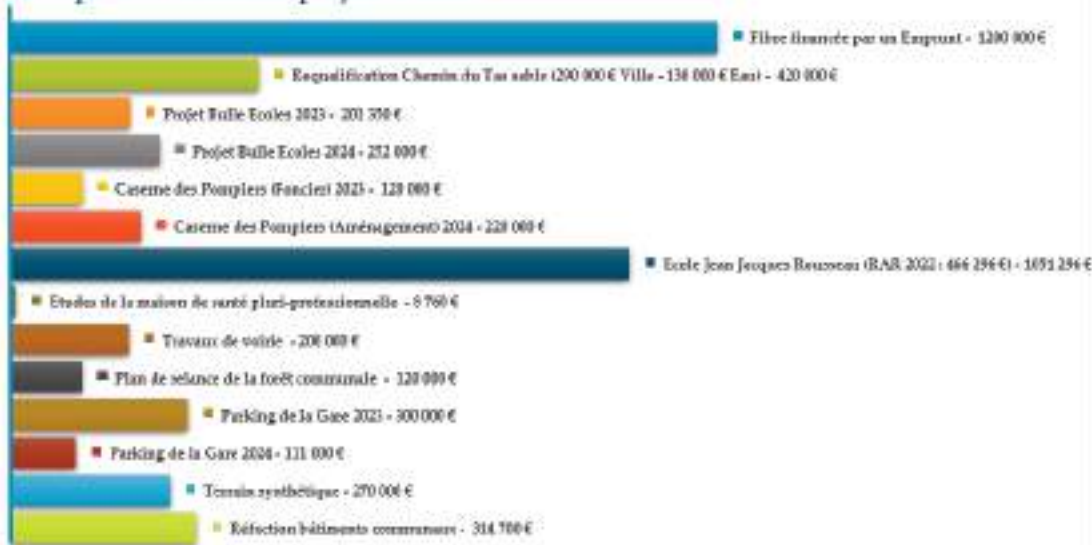 Fibre financée par un Emprunt - 1200 000 €
Requalification Chemin du Tas sable (290 000 € Ville - 130 000 € Eau) - 420 000 €
Projet Bulle Ecoles 2023 - 201 350 €
Projet Bulle Ecoles 2024 - 252 000 €
Caserne des Pompiers (Foncier) 2023 - 120 000 €
Caserne des Pompiers (Aménagement) 2024 - 220 000 €
Ecole Jean Jacques Rousseau (RAR 2022 : 466 296 €) - 1051 296 €
Etudes de la maison de santé pluri-professionnelle - 8 760 €
Travaux de voirie - 200 000 €
Plan de relance de la forêt communale - 120 000 €
Parking de la Gare 2023 - 300 000 €
Parking de la Gare 2024 - 111 000 €
Terrain synthétique - 270 000 €
Réfection bâtiments communaux - 314 700 €